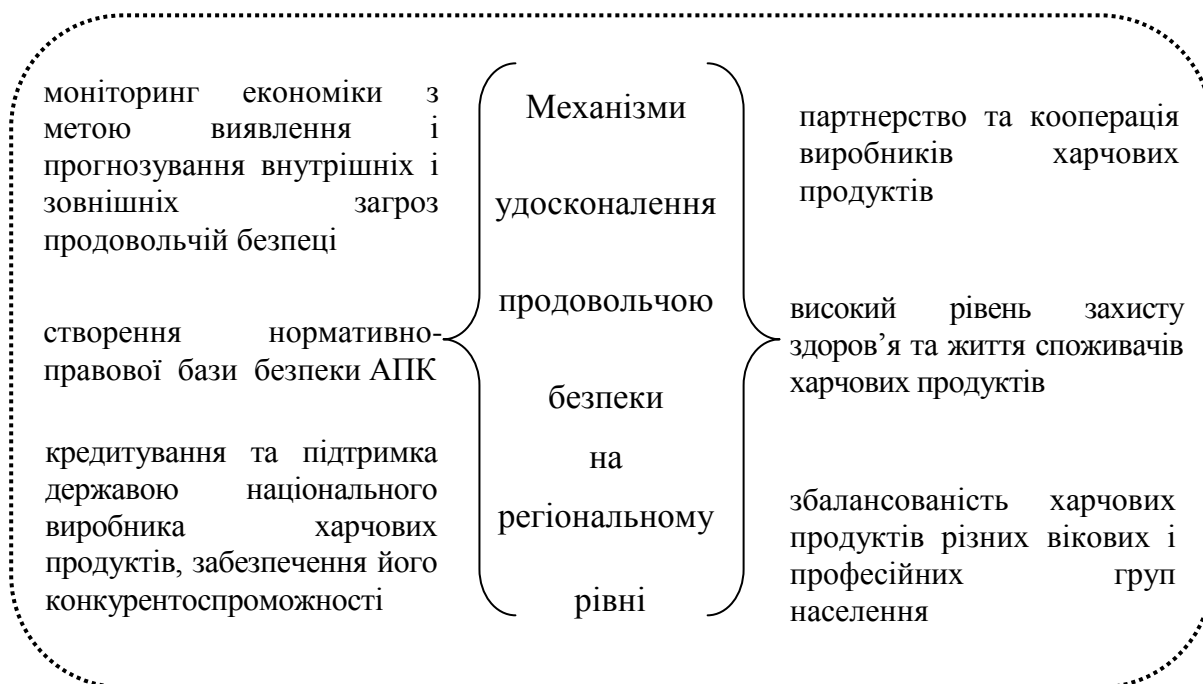 моніторинг економіки з
метою виявлення і
прогнозування внутрішніх і
зовнішніх загроз
продовольчій безпеці
створення нормативно-
правової бази безпеки АПК
кредитування та підтримка
державою національного
виробника харчових
продуктів, забезпечення його
конкурентоспроможності
Механізми
удосконалення
продовольчою
безпеки
на
регіональному
рівні
партнерство та кооперація
виробників харчових
продуктів
високий рівень захисту
здоров’я та життя споживачів
харчових продуктів
збалансованість харчових
продуктів різних вікових і
професійних груп
населення